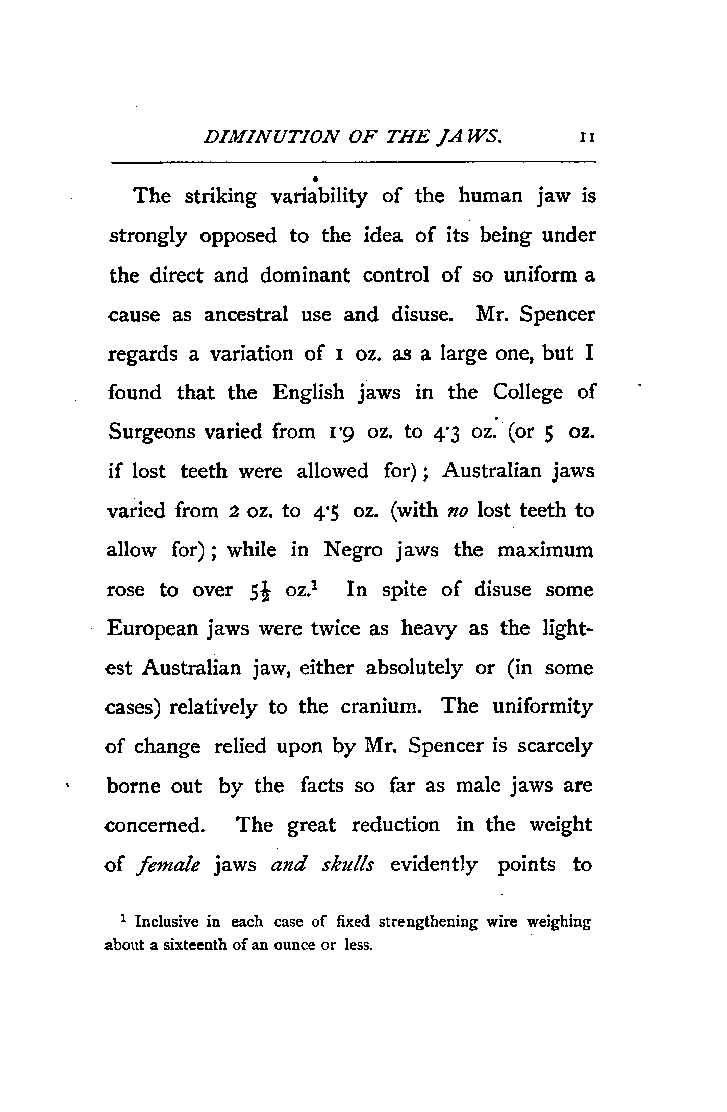 DIMINUTION OF THE JAWS. 11
The striking variability of the human jaw is
strongly opposed to the idea of its being under
the direct and dominant control of so uniform a
cause as ancestral use and disuse. Mr. Spencer
regards a variation of 1 oz. as a large one, but I
found that the English jaws in the College of
Surgeons varied from 1·9 oz. to 4·3 oz. (or 5 oz.
if lost teeth were allowed for) ; Australian jaws
varied from 2 oz. to 4·5 oz. (with no lost teeth to
allow for) ; while in Negro jaws the maximum
rose to over 5½ oz.¹ In spite of disuse some
European jaws were twice as heavy as the light-
est Australian jaw, either absolutely or (in some
cases) relatively to the cranium. The uniformity
of change relied upon by Mr. Spencer is scarcely
borne out by the facts so far as male jaws are
concerned. The great reduction in the weight
of female jaws and skulls evidently points to
¹ Inclusive in each case of fixed strengthening wire weighing
about a sixteenth of an ounce or less.